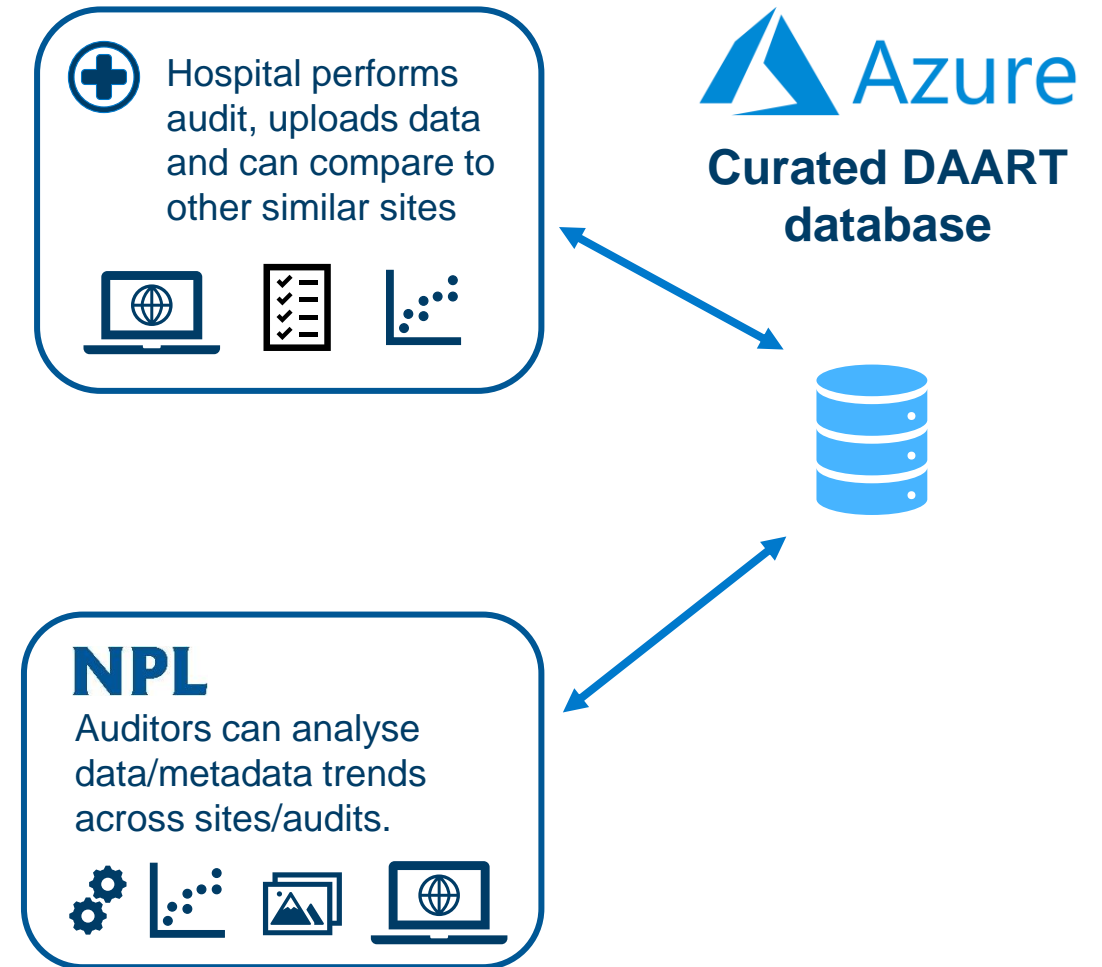 Hospital performs
audit, uploads data
and can compare to
other similar sites
Azure
Curated DAART
database
NPL
Auditors can analyse
data/metadata trends
across sites/audits.